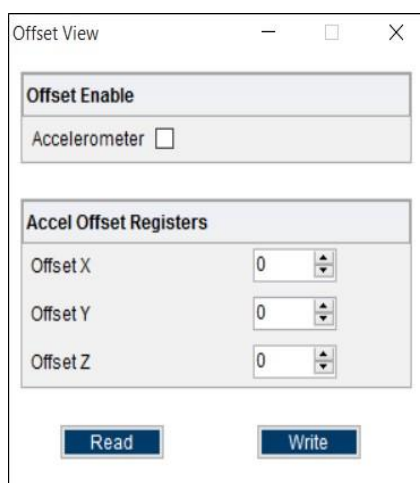 Offset View
Offset Enable
Accelerometer
Accel Offset Registers
Offset X 0
Offset Y 0
Offset Z 0
Read Write